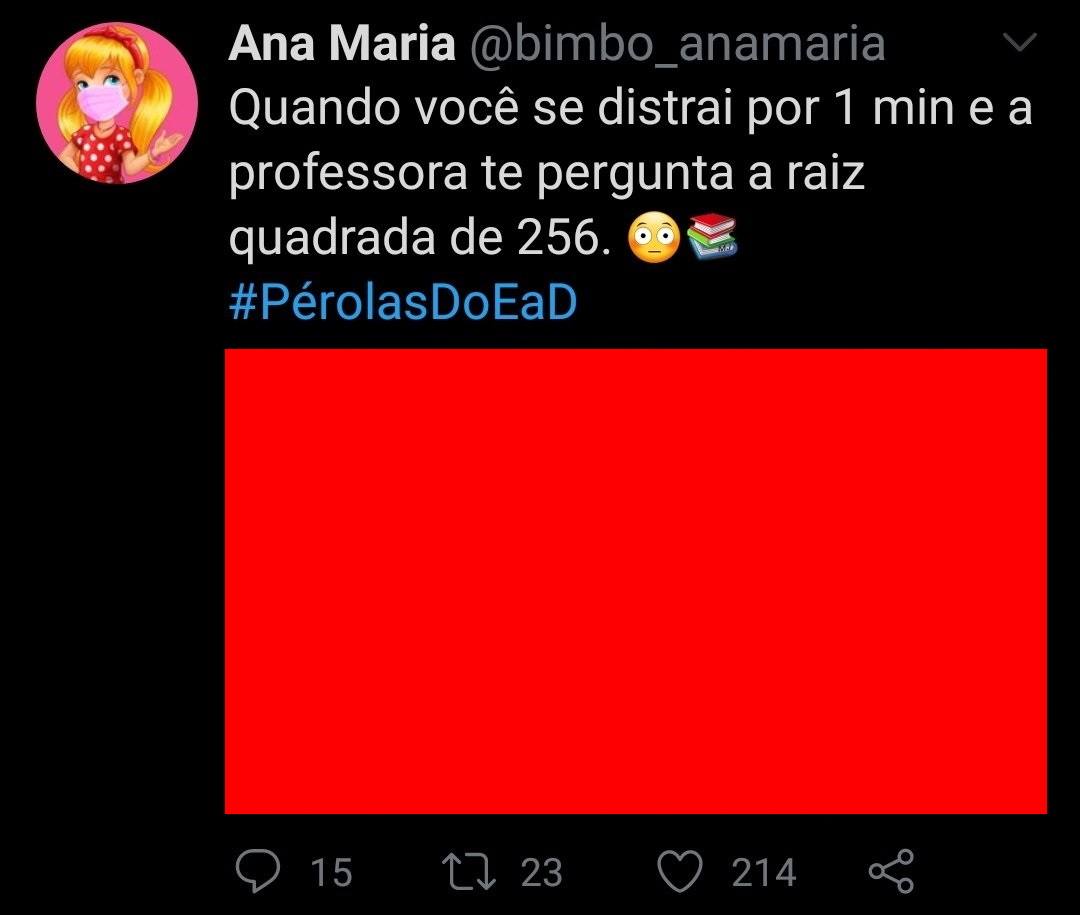 Ana Maria @bimbo_anamaria
Quando você se distrai por 1 min e a
professora te pergunta a raiz
quadrada de 256. 😳📚
#PérolasDoEaD
15 23 214